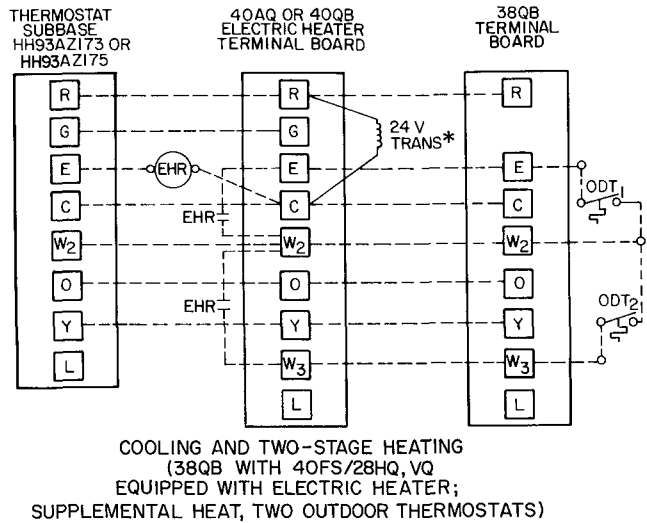 THERMOSTAT
SUBBASE
HH93AZ173 OR
HH93AZ175
40AQ OR 40QB
ELECTRIC HEATER
TERMINAL BOARD
38QB
TERMINAL
BOARD
R
R
R
G
G
24 V
TRANS*
E
EHR
E
E
ODT1
C
EHR
C
C
W2
W2
W2
O
O
O
EHR
ODT2
Y
Y
Y
L
W3
W3
L
L
COOLING AND TWO-STAGE HEATING
(38QB WITH 40FS/28HQ, VQ
EQUIPPED WITH ELECTRIC HEATER;
SUPPLEMENTAL HEAT, TWO OUTDOOR THERMOSTATS)